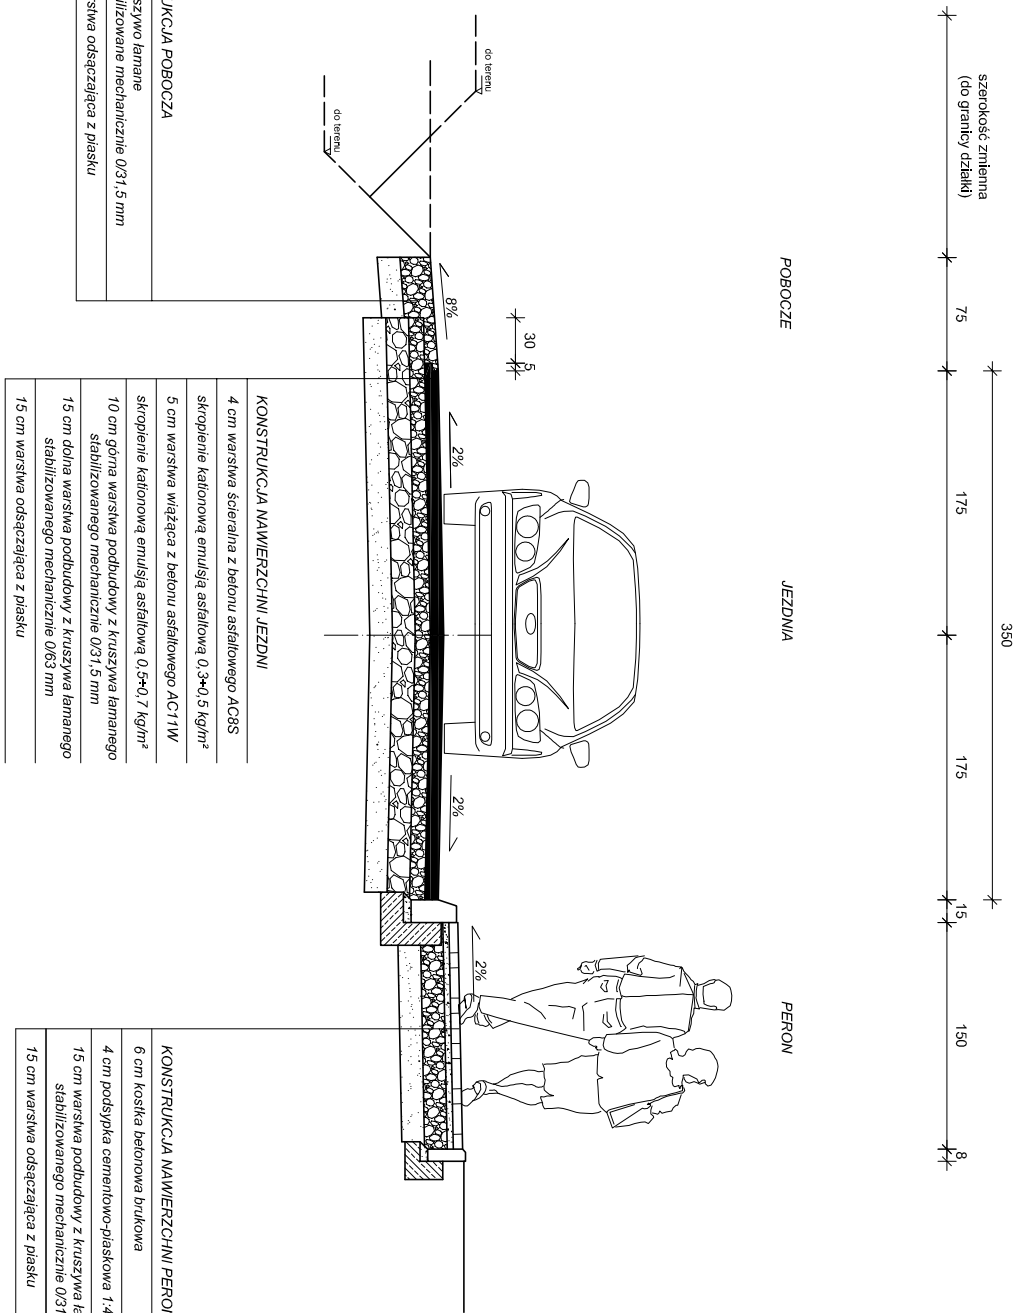 350
szerokość zmienna
(do granicy działki)
75
175
175
15
150
8
POBOCZE
JEZDNIA
PERON
do terenu
do terenu
30
5
8%
2%
2%
2%
UKCJA POBOCZA
szywo łamane
bilizowane mechanicznie 0/31,5 mm
rstwa odsączająca z piasku
KONSTRUKCJA NAWIERZCHNI JEZDNI
4 cm warstwa ścieralna z betonu asfaltowego AC8S
skropienie kationową emulsją asfaltową 0,3÷0,5 kg/m²
5 cm warstwa wiążąca z betonu asfaltowego AC11W
skropienie kationową emulsją asfaltową 0,5÷0,7 kg/m²
10 cm górna warstwa podbudowy z kruszywa łamanego
stabilizowanego mechanicznie 0/31,5 mm
15 cm dolna warstwa podbudowy z kruszywa łamanego
stabilizowanego mechanicznie 0/63 mm
15 cm warstwa odsączająca z piasku
KONSTRUKCJA NAWIERZCHNI PERO
6 cm kostka betonowa brukowa
4 cm podsypka cementowo-piaskowa 1:4
15 cm warstwa podbudowy z kruszywa ła
stabilizowanego mechanicznie 0/31
15 cm warstwa odsączająca z piasku